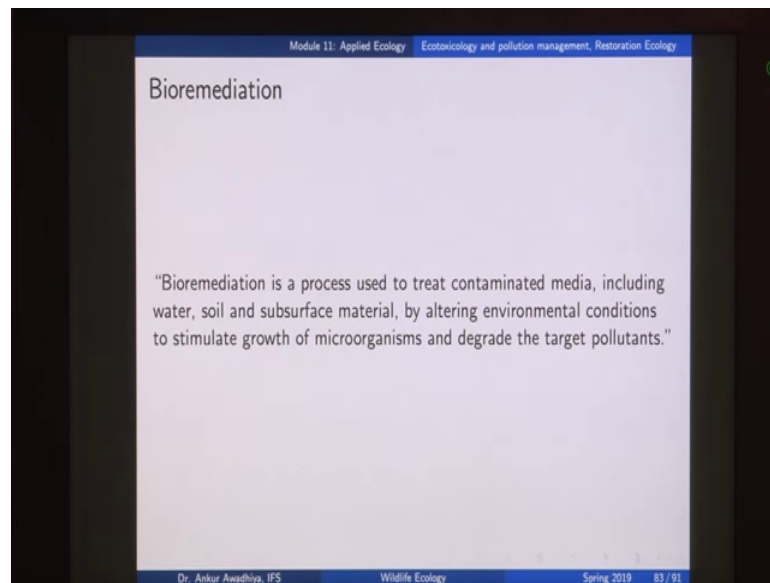 Module 11: Applied Ecology Ecotoxicology and pollution management, Restoration Ecology
Bioremediation
“Bioremediation is a process used to treat contaminated media, including
water, soil and subsurface material, by altering environmental conditions
to stimulate growth of microorganisms and degrade the target pollutants.”
Dr. Ankur Awadhiya, IFS Wildlife Ecology Spring 2019 83 / 91